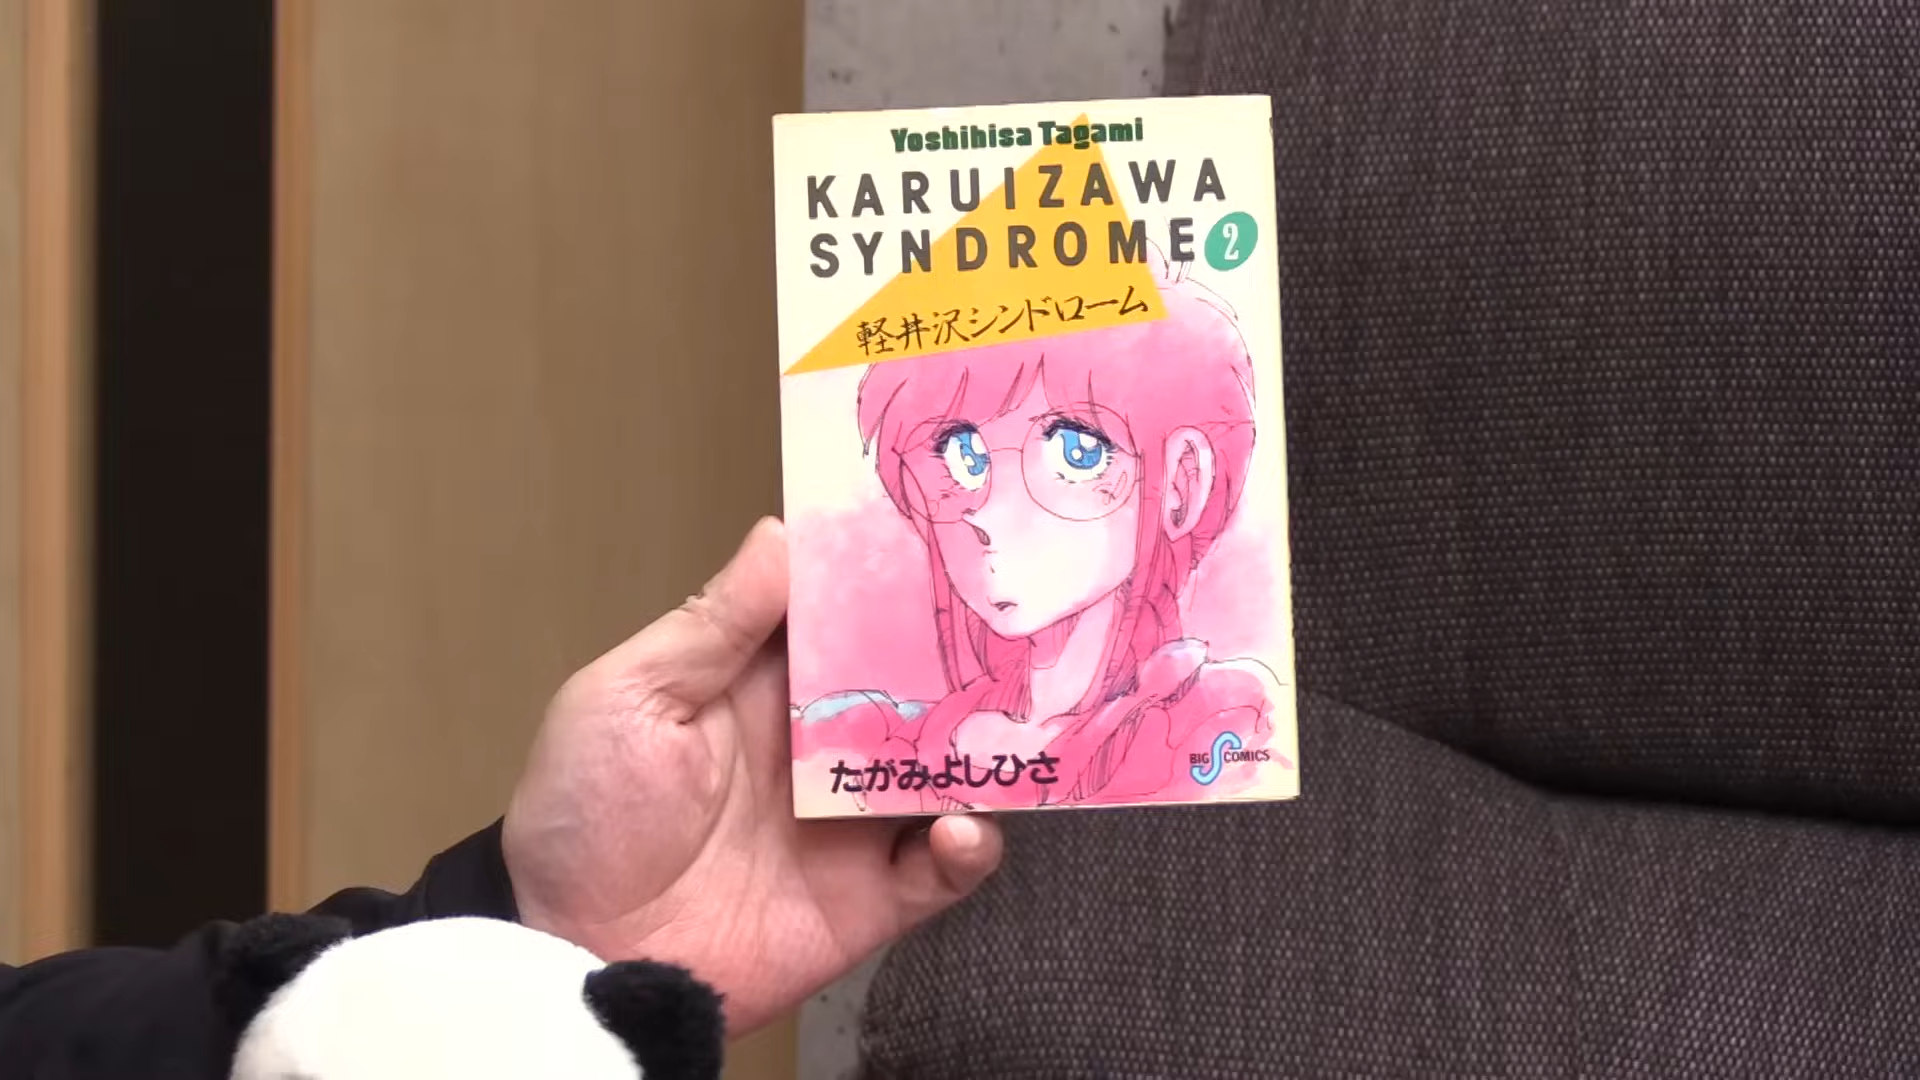 Yoshihisa Tagami
KARUIZAWA
SYNDROME 2
軽井沢シンドローム
たがみよしひさ
BIG S COMICS